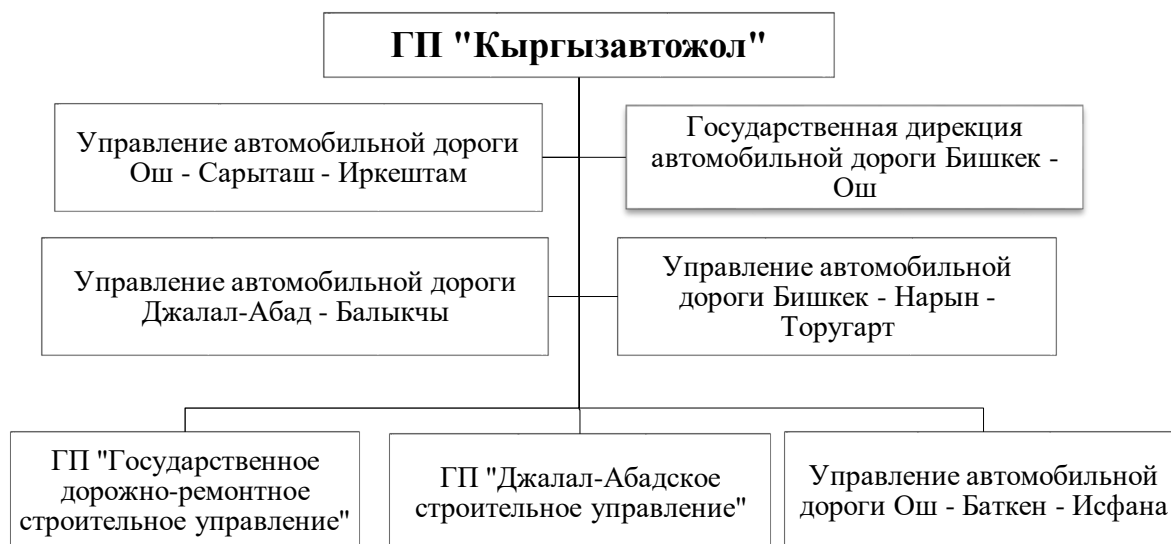 ГП "Кыргызавтожол"
Управление автомобильной дороги
Ош - Сарыташ - Иркештам
Государственная дирекция
автомобильной дороги Бишкек -
Ош
Управление автомобильной дороги
Джалал-Абад - Балыкчы
Управление автомобильной
дороги Бишкек - Нарын -
Торугарт
ГП "Государственное
дорожно-ремонтное
строительное управление"
ГП "Джалал-Абадское
строительное управление"
Управление автомобильной
дороги Ош - Баткен - Исфана